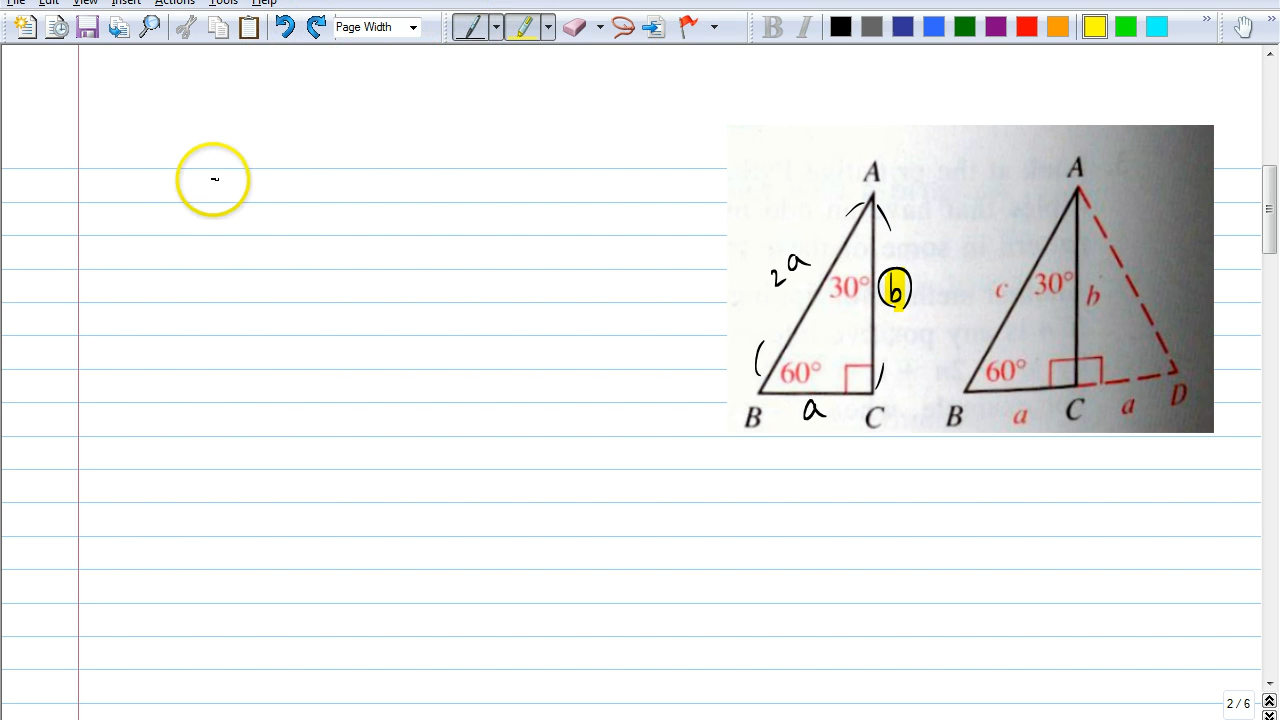 File Edit View Insert Actions Tools Help
Page Width
B I
A
2a
30°
b
60°
B
a
C
A
c
30°
b
60°
B
a
C
a
D
2 / 6